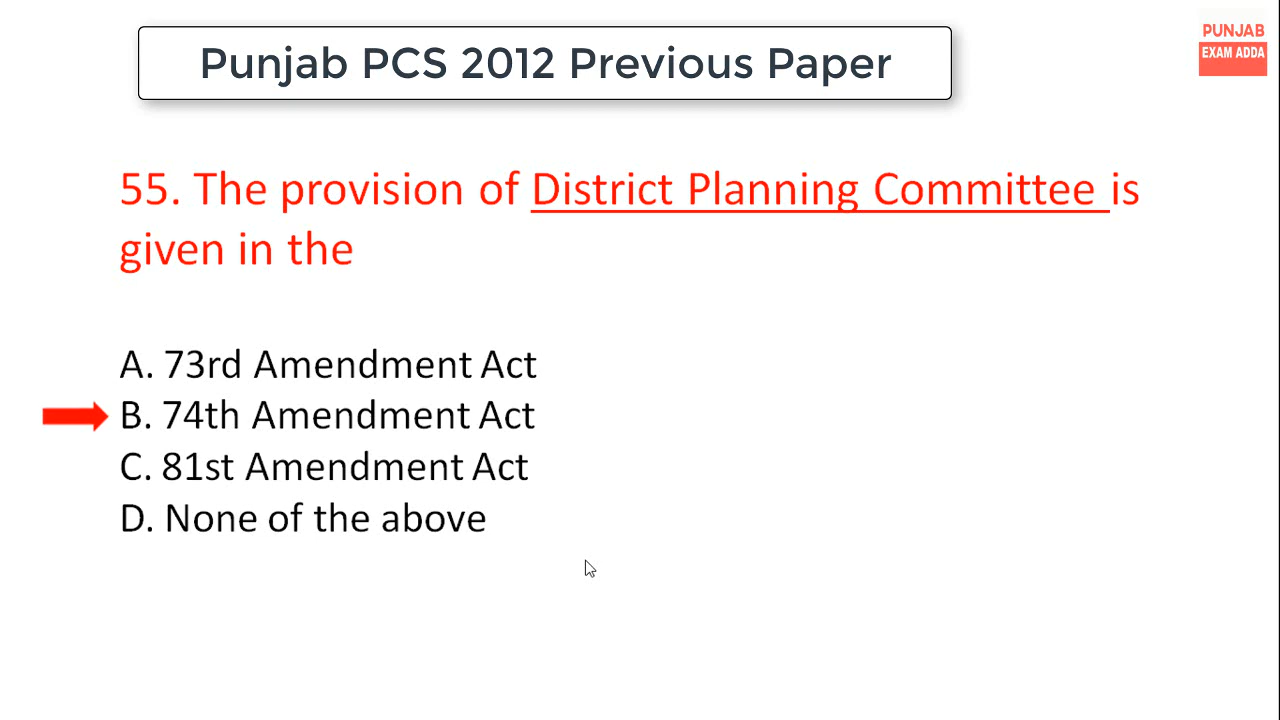 Punjab PCS 2012 Previous Paper
PUNJAB
EXAM ADDA
55. The provision of District Planning Committee is
given in the
A. 73rd Amendment Act
B. 74th Amendment Act
C. 81st Amendment Act
D. None of the above